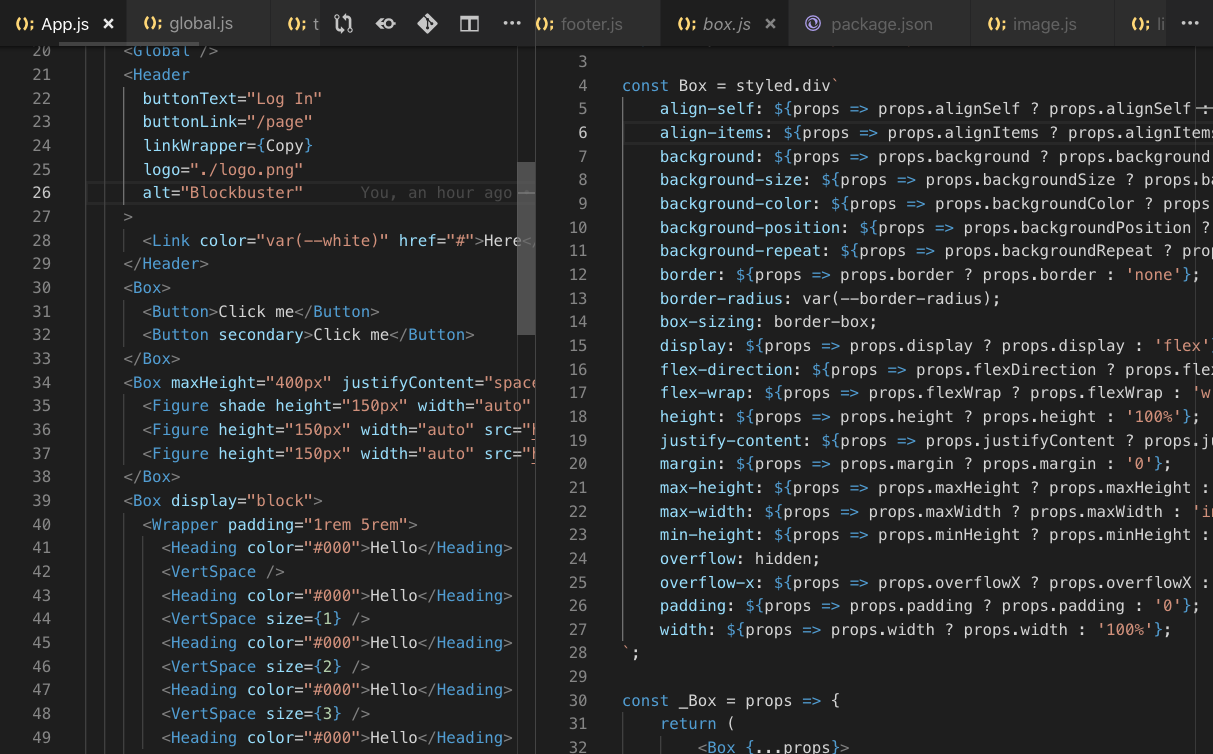 App.js ×
global.js
t
footer.js
box.js ×
package.json
image.js
li
20 <Global />
21 <Header
22 buttonText="Log In"
23 buttonLink="/page"
24 linkWrapper={Copy}
25 logo="./logo.png"
26 alt="Blockbuster" You, an hour ago
27 >
28 <Link color="var(--white)" href="#">Here</
29 </Header>
30 <Box>
31 <Button>Click me</Button>
32 <Button secondary>Click me</Button>
33 </Box>
34 <Box maxHeight="400px" justifyContent="space
35 <Figure shade height="150px" width="auto"
36 <Figure height="150px" width="auto" src="h
37 <Figure height="150px" width="auto" src="h
38 </Box>
39 <Box display="block">
40 <Wrapper padding="1rem 5rem">
41 <Heading color="#000">Hello</Heading>
42 <VertSpace />
43 <Heading color="#000">Hello</Heading>
44 <VertSpace size={1} />
45 <Heading color="#000">Hello</Heading>
46 <VertSpace size={2} />
47 <Heading color="#000">Hello</Heading>
48 <VertSpace size={3} />
49 <Heading color="#000">Hello</Heading>
3
4 const Box = styled.div`
5 align-self: ${props => props.alignSelf ? props.alignSelf :
6 align-items: ${props => props.alignItems ? props.alignItems
7 background: ${props => props.background ? props.background
8 background-size: ${props => props.backgroundSize ? props.ba
9 background-color: ${props => props.backgroundColor ? props
10 background-position: ${props => props.backgroundPosition ?
11 background-repeat: ${props => props.backgroundRepeat ? prop
12 border: ${props => props.border ? props.border : 'none'};
13 border-radius: var(--border-radius);
14 box-sizing: border-box;
15 display: ${props => props.display ? props.display : 'flex'}
16 flex-direction: ${props => props.flexDirection ? props.flex
17 flex-wrap: ${props => props.flexWrap ? props.flexWrap : 'w
18 height: ${props => props.height ? props.height : '100%'};
19 justify-content: ${props => props.justifyContent ? props.ju
20 margin: ${props => props.margin ? props.margin : '0'};
21 max-height: ${props => props.maxHeight ? props.maxHeight :
22 max-width: ${props => props.maxWidth ? props.maxWidth : 'in
23 min-height: ${props => props.minHeight ? props.minHeight :
24 overflow: hidden;
25 overflow-x: ${props => props.overflowX ? props.overflowX :
26 padding: ${props => props.padding ? props.padding : '0'};
27 width: ${props => props.width ? props.width : '100%'};
28 `;
29
30 const _Box = props => {
31 return (
32 <Box {...props}>